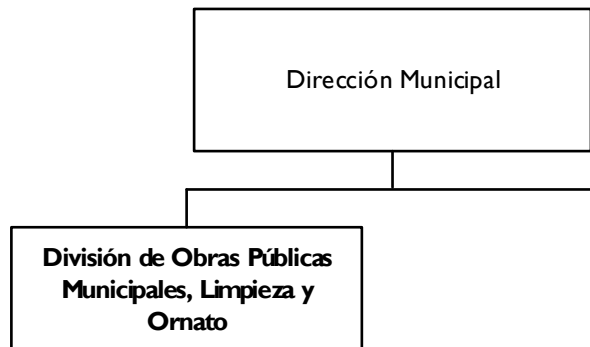 Dirección Municipal
División de Obras Públicas
Municipales, Limpieza y
Ornato